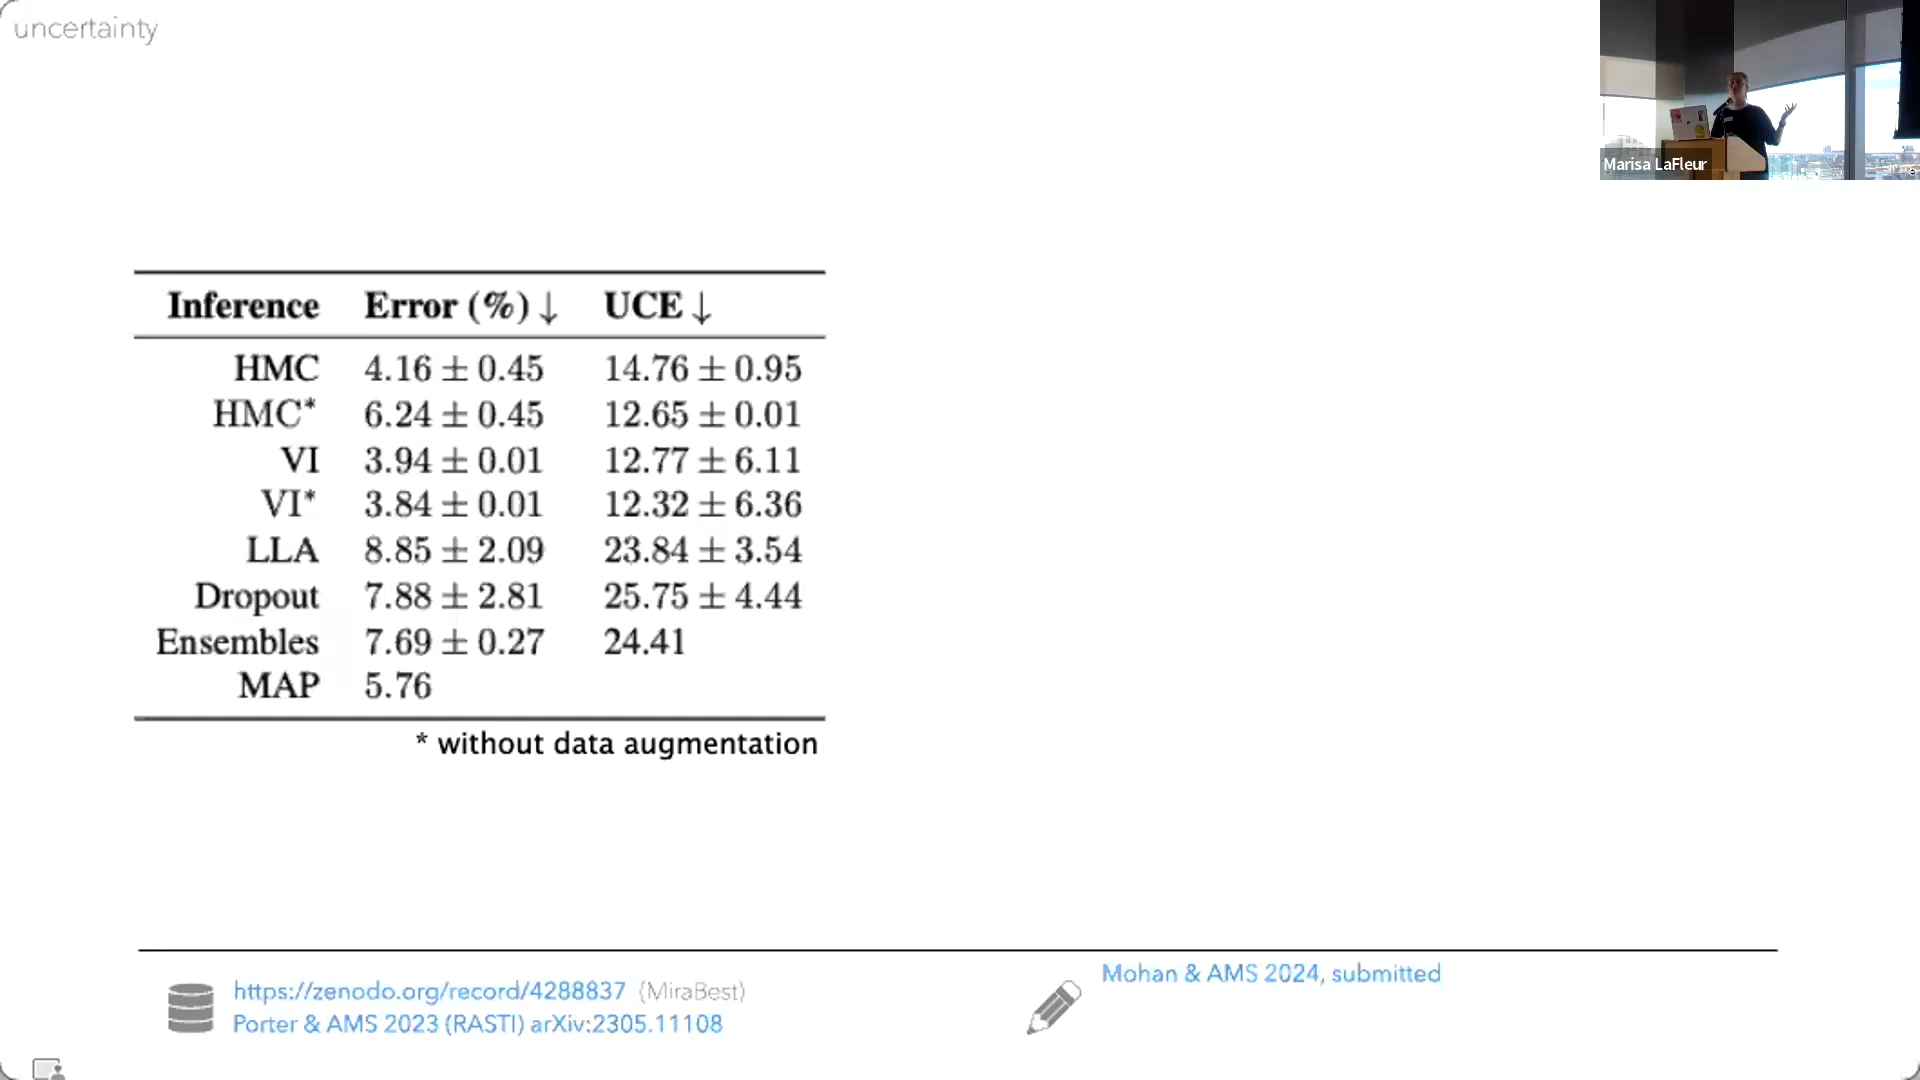 uncertainty
Marisa LaFleur
Inference Error (%) ↓ UCE ↓
HMC 4.16 ± 0.45 14.76 ± 0.95
HMC* 6.24 ± 0.45 12.65 ± 0.01
VI 3.94 ± 0.01 12.77 ± 6.11
VI* 3.84 ± 0.01 12.32 ± 6.36
LLA 8.85 ± 2.09 23.84 ± 3.54
Dropout 7.88 ± 2.81 25.75 ± 4.44
Ensembles 7.69 ± 0.27 24.41
MAP 5.76
* without data augmentation
https://zenodo.org/record/4288837 (MiraBest)
Porter & AMS 2023 (RASTI) arXiv:2305.11108
Mohan & AMS 2024, submitted